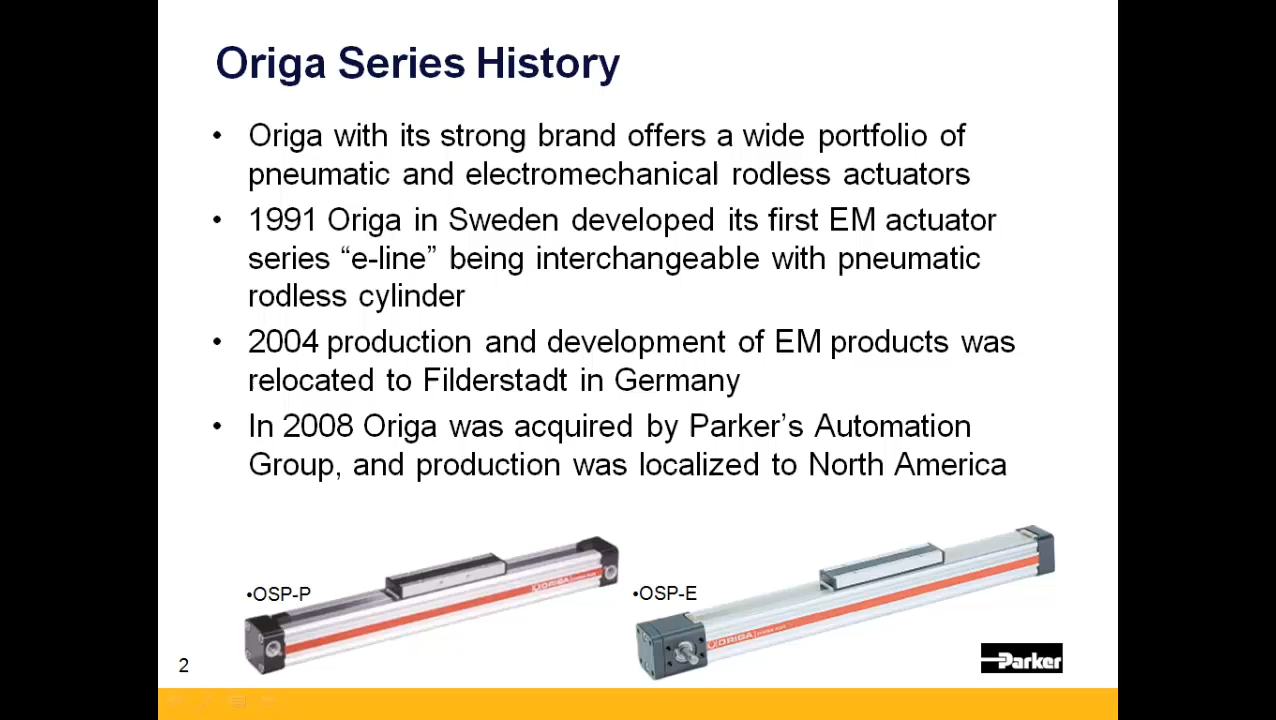 Origa Series History
• Origa with its strong brand offers a wide portfolio of
pneumatic and electromechanical rodless actuators
• 1991 Origa in Sweden developed its first EM actuator
series “e-line” being interchangeable with pneumatic
rodless cylinder
• 2004 production and development of EM products was
relocated to Filderstadt in Germany
• In 2008 Origa was acquired by Parker’s Automation
Group, and production was localized to North America
•OSP-P
ORIGA
•OSP-E
ORIGA
2
Parker